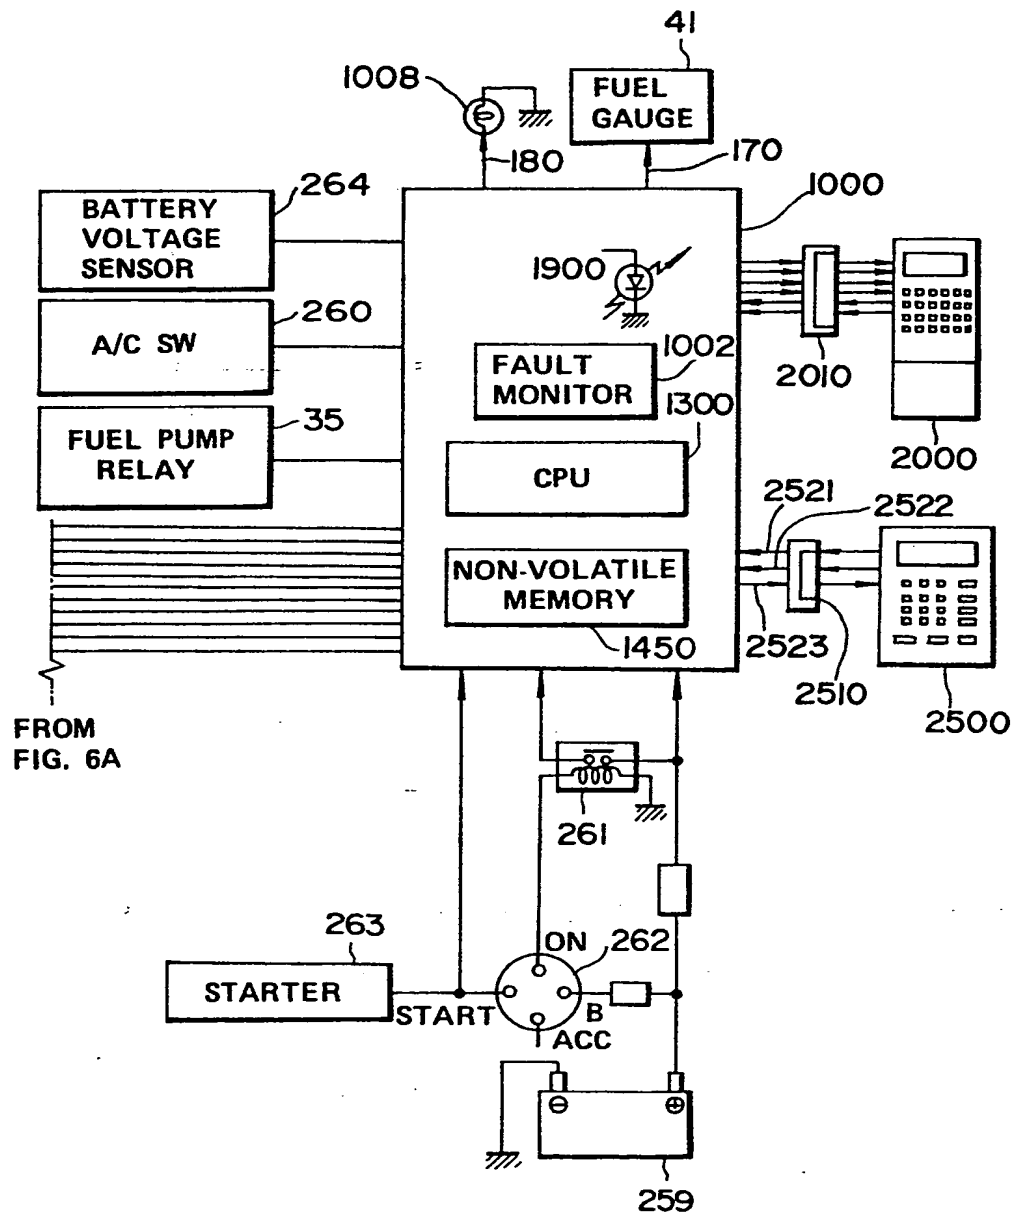 41
1008
FUEL
GAUGE
180
170
264
1000
BATTERY
VOLTAGE
SENSOR
1900
260
A/C SW
1002
FAULT
MONITOR
2010
35
1300
FUEL PUMP
RELAY
CPU
2000
2521
2522
NON-VOLATILE
MEMORY
1450
2523
2510
2500
FROM
FIG. 6A
261
263
ON
262
STARTER
START
B
ACC
⊖
⊕
259